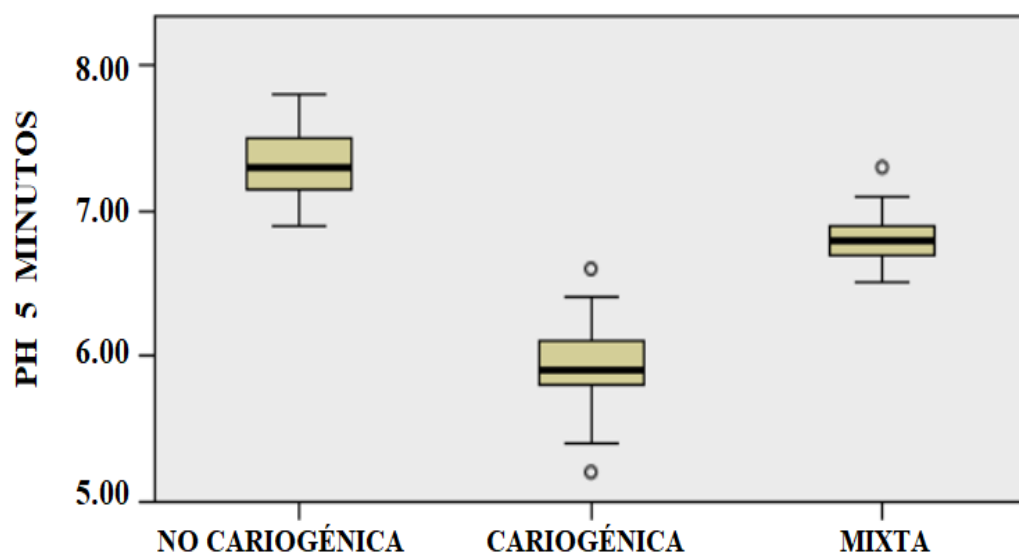 PH 5 MINUTOS
8.00
7.00
6.00
5.00
NO CARIOGÉNICA
CARIOGÉNICA
MIXTA